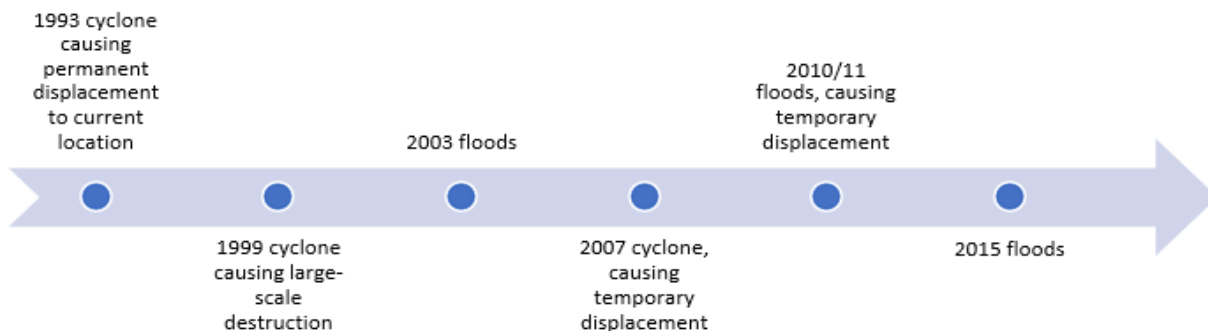 1993 cyclone
causing
permanent
displacement
to current
location
1999 cyclone
causing large-
scale
destruction
2003 floods
2007 cyclone,
causing
temporary
displacement
2010/11
floods, causing
temporary
displacement
2015 floods